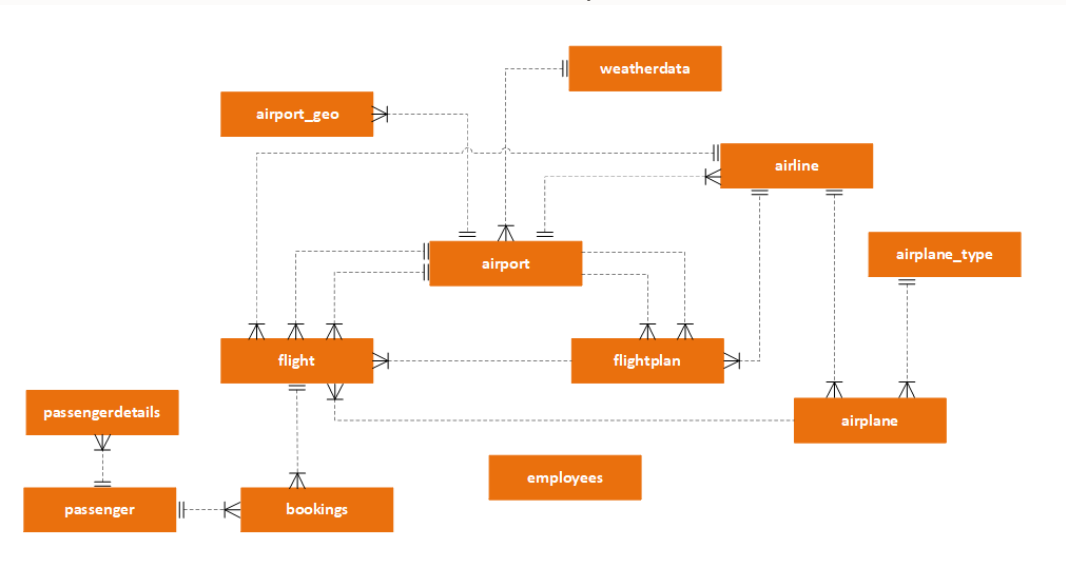 weatherdata
airport_geo
airline
airplane_type
airport
flight
flightplan
passengerdetails
airplane
employees
passenger
bookings